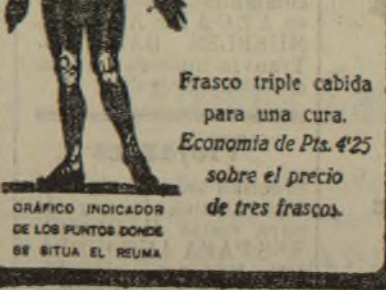 Frasco triple cabida
para una cura.
Economía de Pts. 4'25
sobre el precio
de tres frascos.
GRÁFICO INDICADOR
DE LOS PUNTOS DONDE
SE SITUA EL REUMA